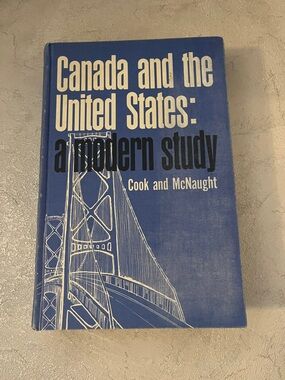 Canada and the
United States:
a modern study
Cook and McNaught